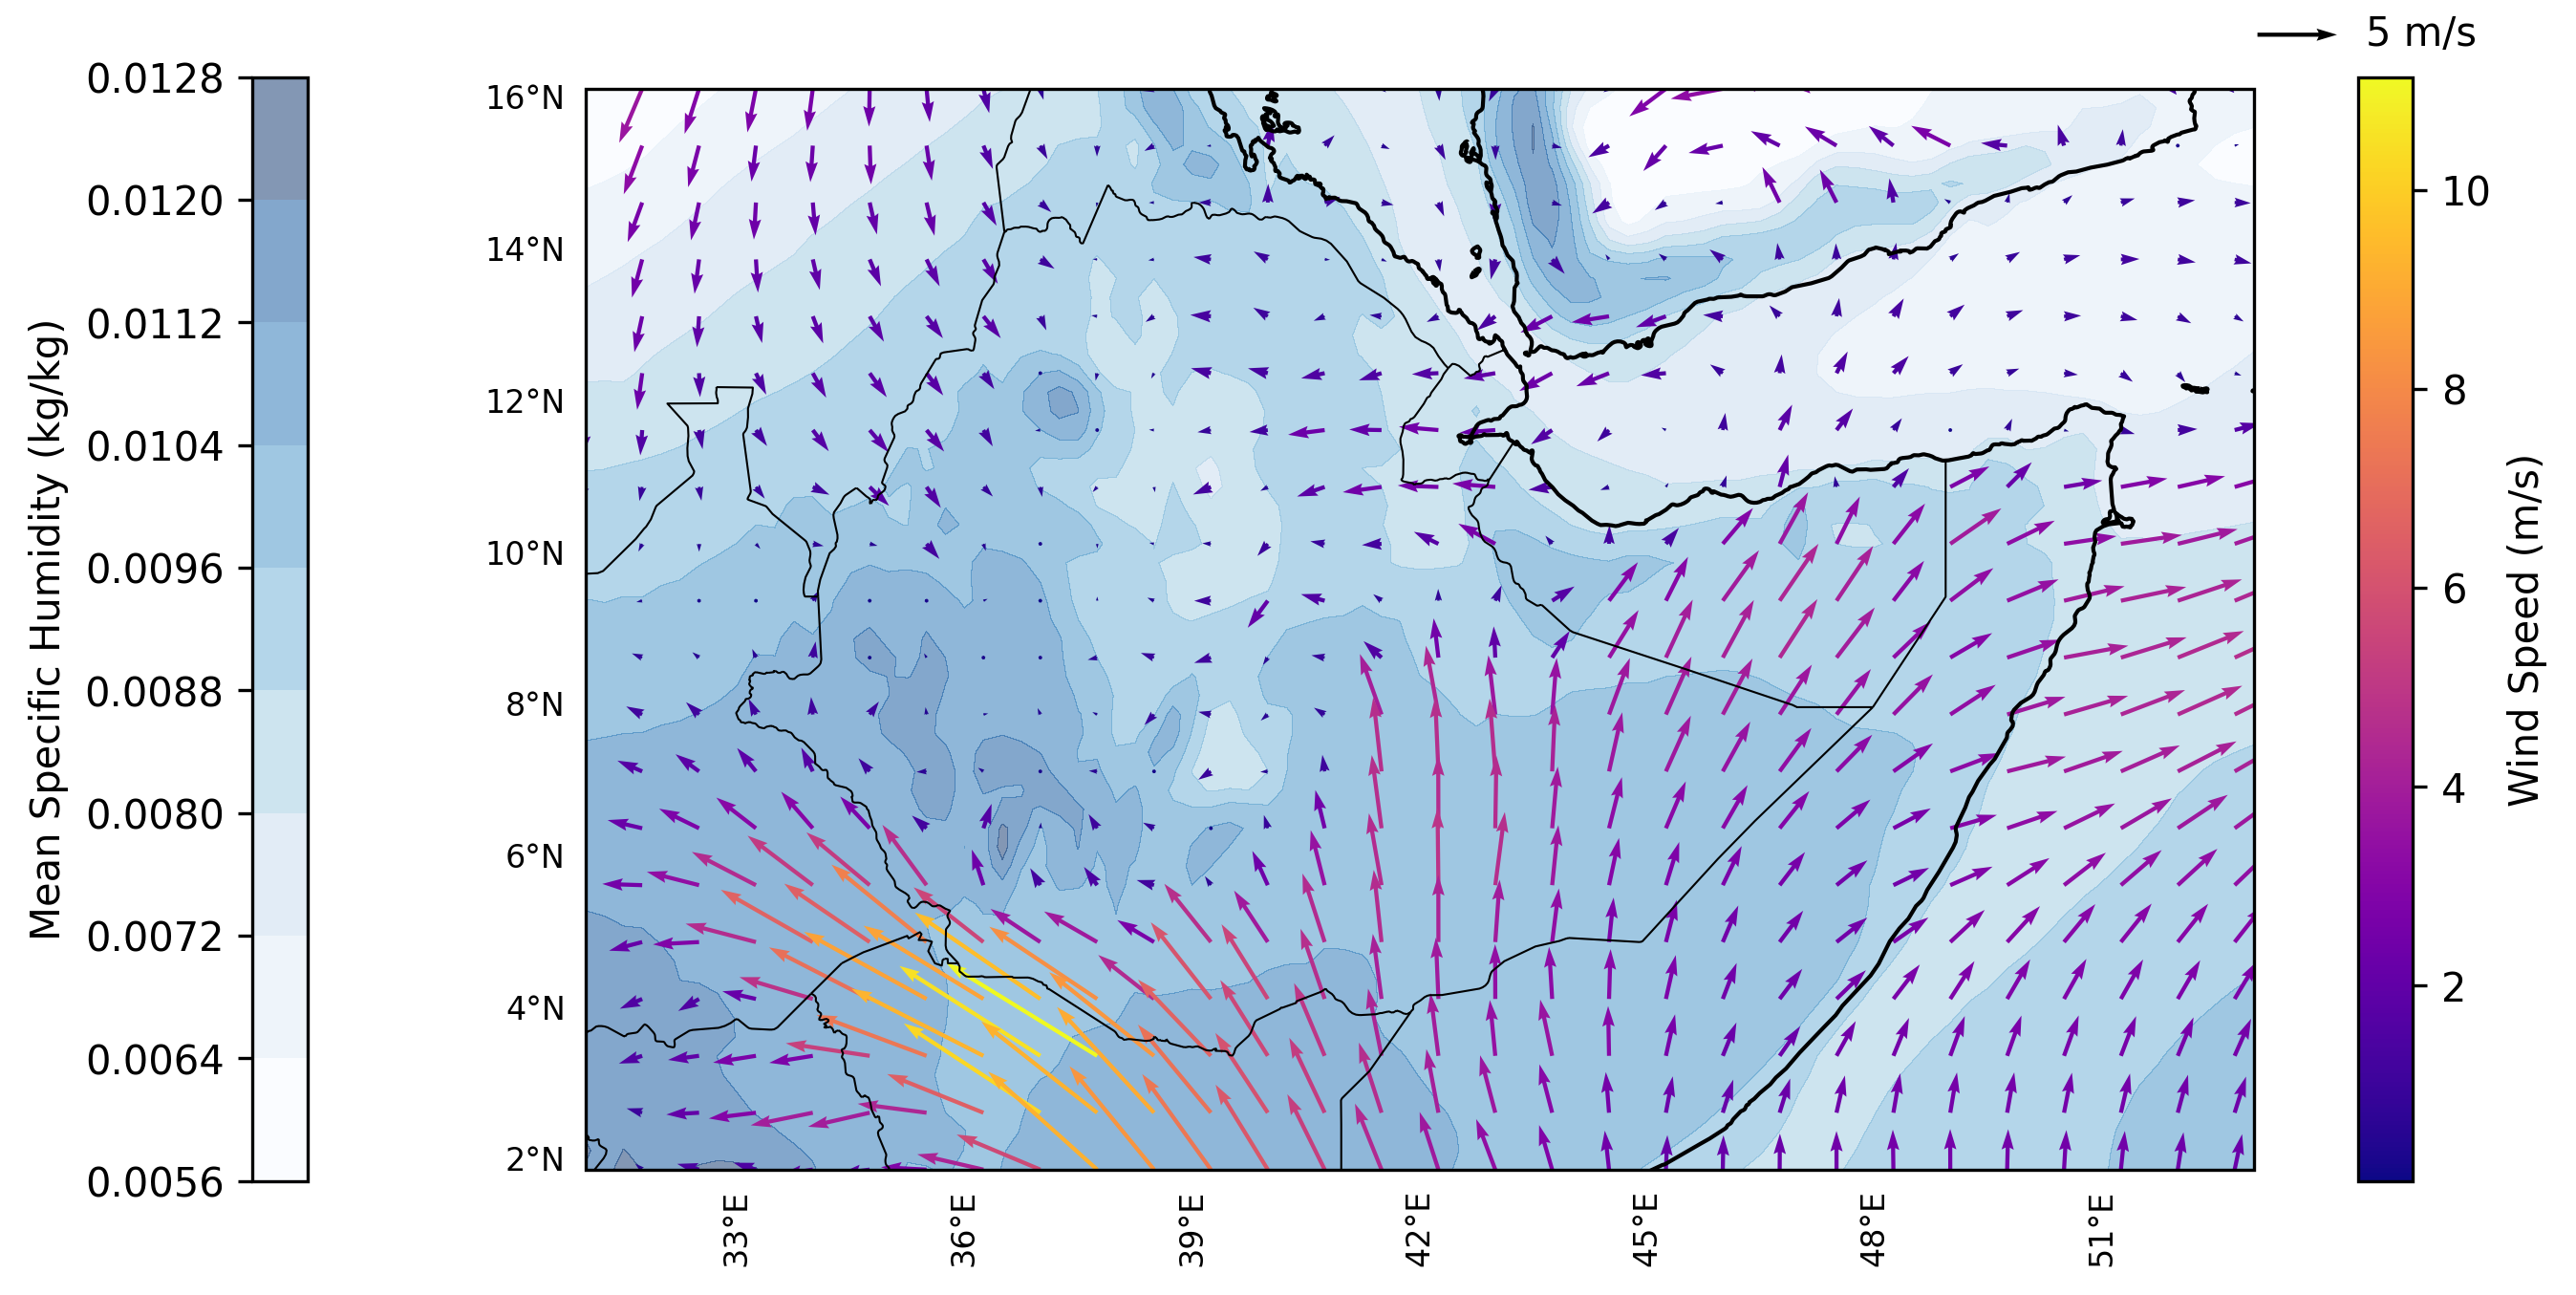 5 m/s
Mean Specific Humidity (kg/kg)
0.0128
0.0120
0.0112
0.0104
0.0096
0.0088
0.0080
0.0072
0.0064
0.0056
16°N
14°N
12°N
10°N
8°N
6°N
4°N
2°N
33°E
36°E
39°E
42°E
45°E
48°E
51°E
10
8
6
4
2
Wind Speed (m/s)